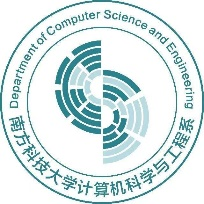 Department of Computer Science and Engineering
南方科技大学计算机科学与工程系